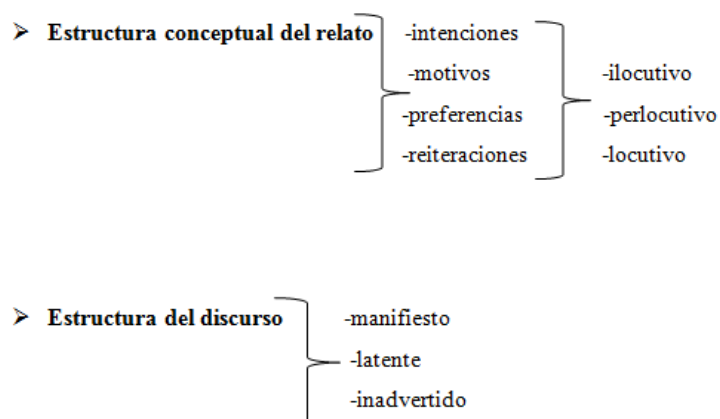 ➢ Estructura conceptual del relato -intenciones
-motivos -ilocutivo
-preferencias -perlocutivo
-reiteraciones -locutivo
➢ Estructura del discurso -manifiesto
-latente
-inadvertido